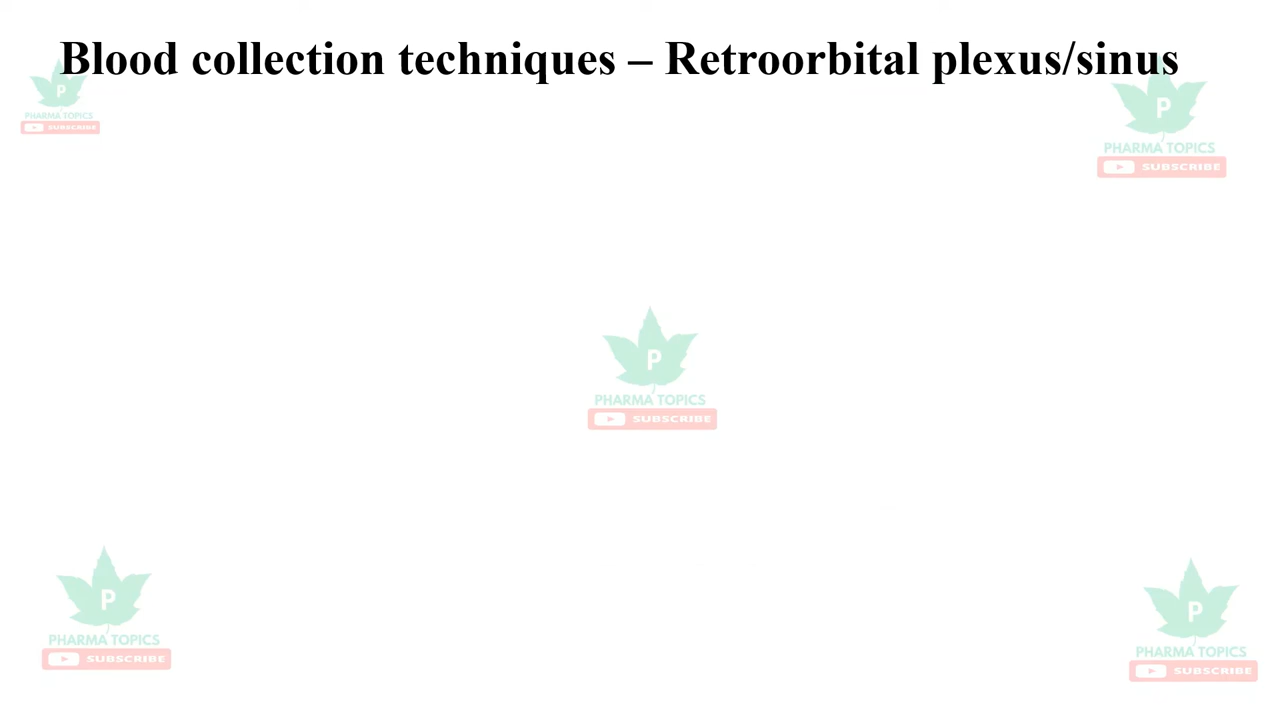 Blood collection techniques – Retroorbital plexus/sinus
P
PHARMA TOPICS
SUBSCRIBE
P
PHARMA TOPICS
SUBSCRIBE
P
PHARMA TOPICS
SUBSCRIBE
P
PHARMA TOPICS
SUBSCRIBE
P
PHARMA TOPICS
SUBSCRIBE